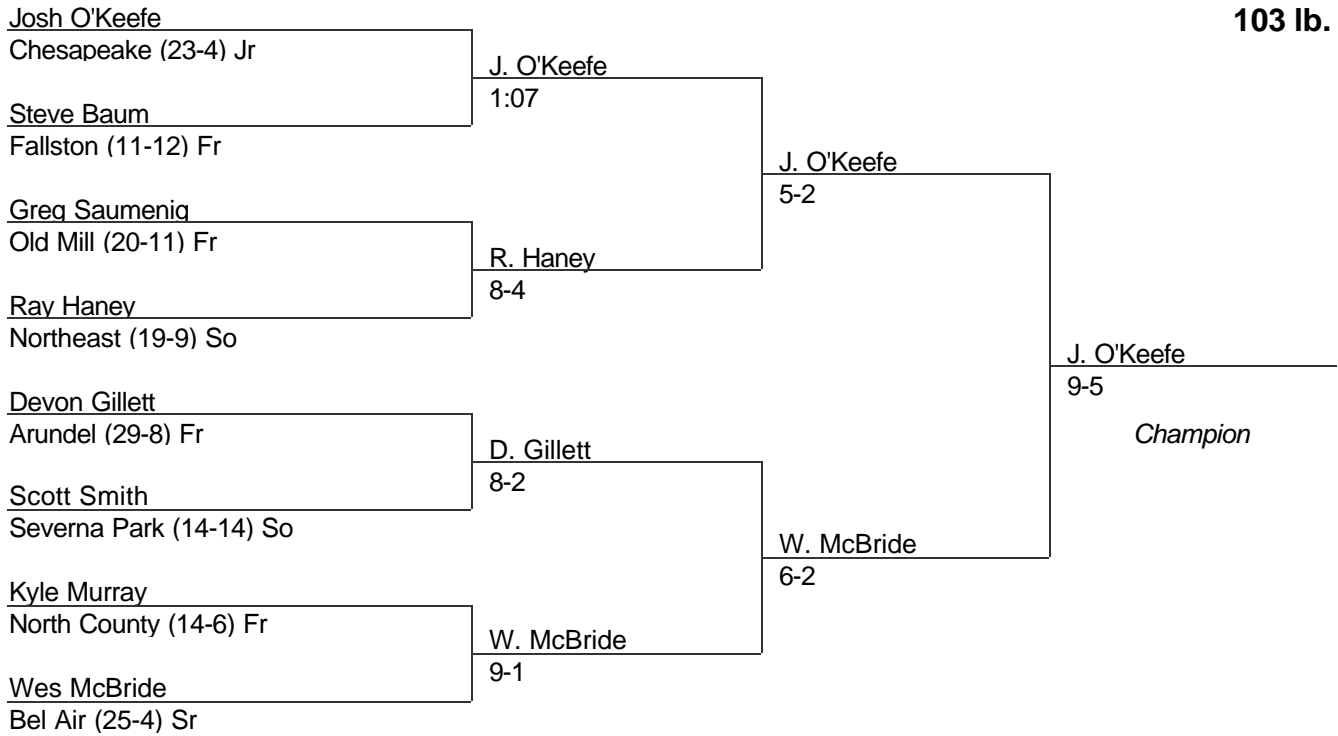 103 lb.
Josh O'Keefe
Chesapeake (23-4) Jr
Steve Baum
Fallston (11-12) Fr
Greg Saumenig
Old Mill (20-11) Fr
Ray Haney
Northeast (19-9) So
Devon Gillett
Arundel (29-8) Fr
Scott Smith
Severna Park (14-14) So
Kyle Murray
North County (14-6) Fr
Wes McBride
Bel Air (25-4) Sr
J. O'Keefe
1:07
R. Haney
8-4
D. Gillett
8-2
W. McBride
9-1
J. O'Keefe
5-2
W. McBride
6-2
J. O'Keefe
9-5
Champion